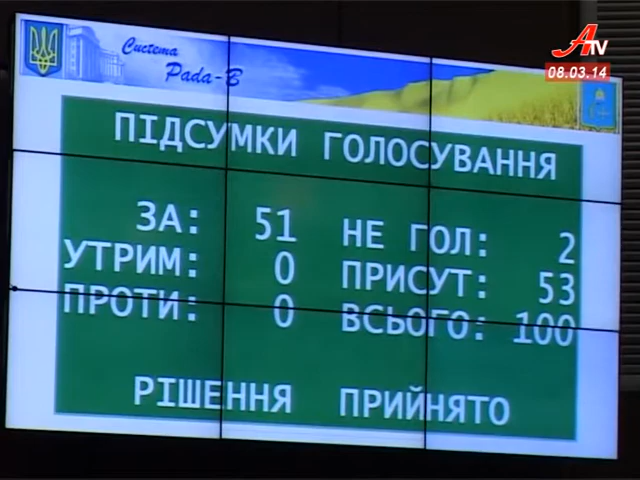 Система
Рада-В
АTV
08.03.14
ПІДСУМКИ ГОЛОСУВАННЯ
ЗА: 51 НЕ ГОЛ: 2
УТРИМ: 0 ПРИСУТ: 53
ПРОТИ: 0 ВСЬОГО: 100
РІШЕННЯ ПРИЙНЯТО